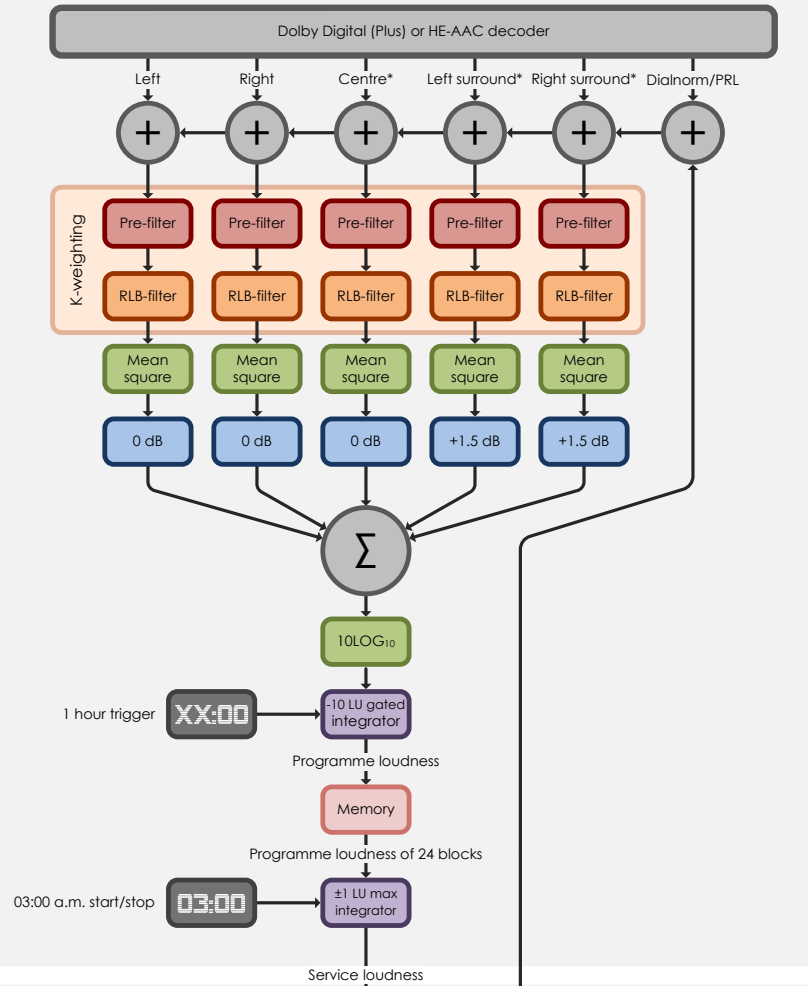 Dolby Digital (Plus) or HE-AAC decoder
Left Right Centre* Left surround* Right surround* Dialnorm/PRL
+ + + + + +
K-weighting
Pre-filter Pre-filter Pre-filter Pre-filter Pre-filter
RLB-filter RLB-filter RLB-filter RLB-filter RLB-filter
Mean Mean Mean Mean Mean
square square square square square
0 dB 0 dB 0 dB +1.5 dB +1.5 dB
∑
10LOG₁₀
1 hour trigger XX:00 -10 LU gated
integrator
Programme loudness
Memory
Programme loudness of 24 blocks
03:00 a.m. start/stop 03:00 ±1 LU max
integrator
Service loudness